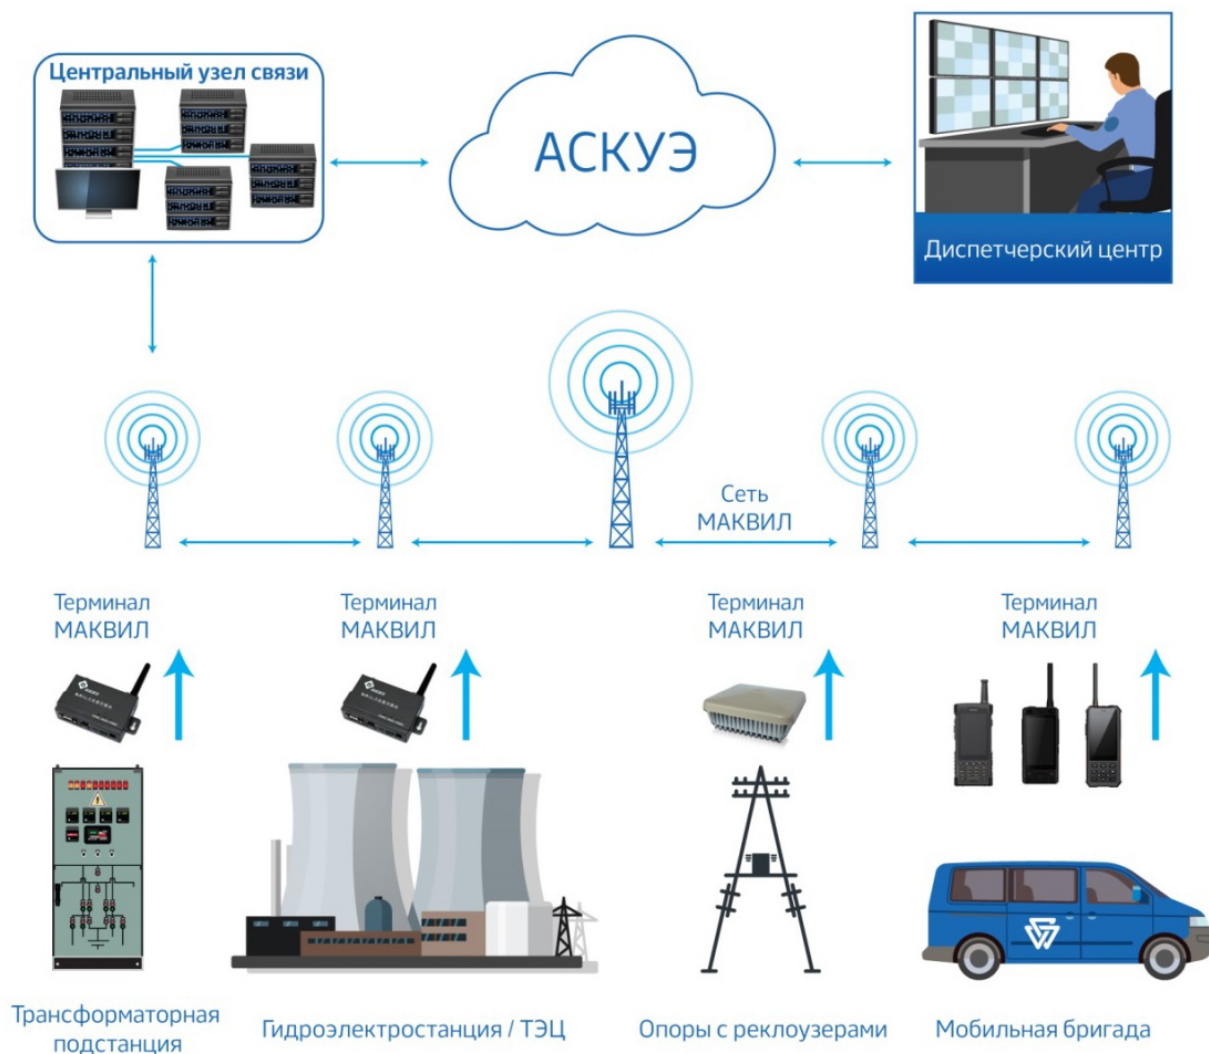 Центральный узел связи
АСКУЭ
Диспетчерский центр
Сеть
МАКВИЛ
Терминал
МАКВИЛ
Терминал
МАКВИЛ
Терминал
МАКВИЛ
Терминал
МАКВИЛ
Трансформаторная
подстанция
Гидроэлектростанция / ТЭЦ
Опоры с реклоузерами
Мобильная бригада